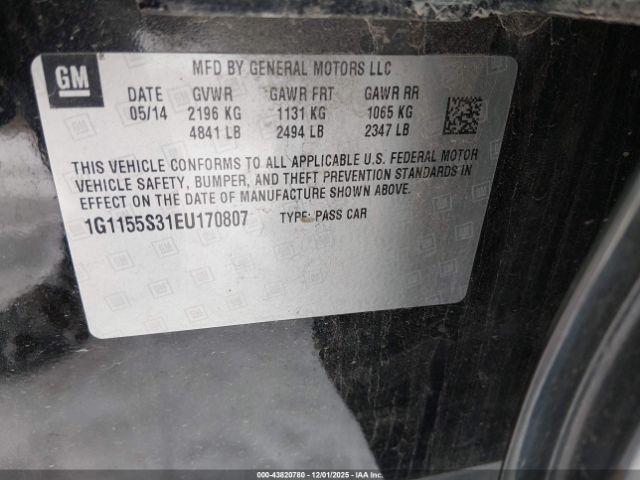 GM
MFD BY GENERAL MOTORS LLC
DATE GVWR GAWR FRT GAWR RR
05/14 2196 KG 1131 KG 1065 KG
4841 LB 2494 LB 2347 LB
THIS VEHICLE CONFORMS TO ALL APPLICABLE U.S. FEDERAL MOTOR
VEHICLE SAFETY, BUMPER, AND THEFT PREVENTION STANDARDS IN
EFFECT ON THE DATE OF MANUFACTURE SHOWN ABOVE.
1G1155S31EU170807 TYPE: PASS CAR
000-43820780 12/01/2025 IAAI.COM